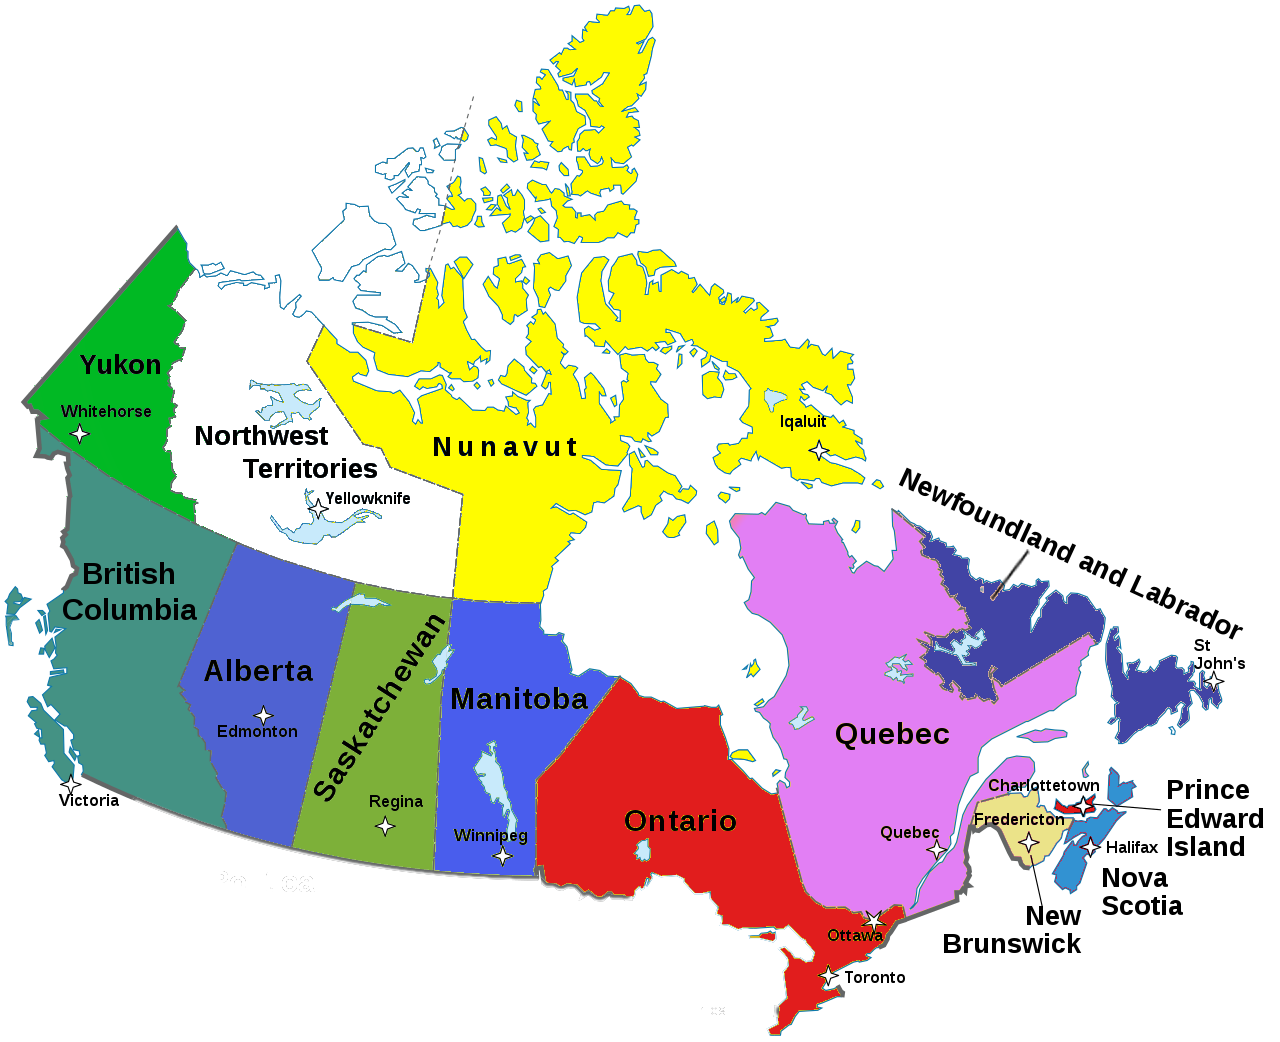 Yukon
Whitehorse
Northwest
Territories
Yellowknife
Nunavut
Iqaluit
Newfoundland and Labrador
St
John's
British
Columbia
Victoria
Alberta
Edmonton
Saskatchewan
Regina
Manitoba
Winnipeg
Ontario
Ottawa
Toronto
Quebec
Quebec
Charlottetown
Prince
Edward
Island
Fredericton
Halifax
Nova
Scotia
New
Brunswick